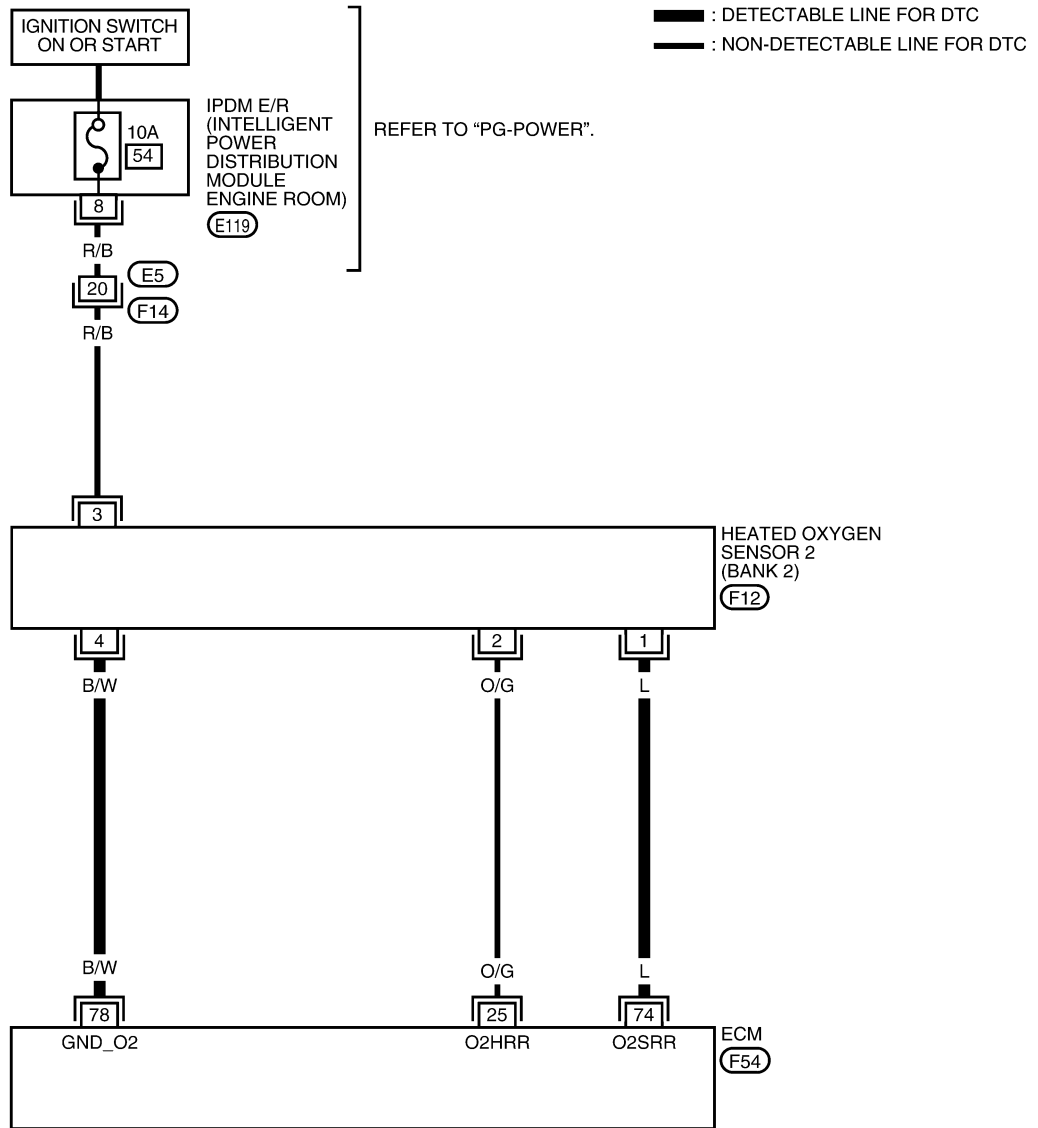 IGNITION SWITCH
ON OR START
: DETECTABLE LINE FOR DTC
: NON-DETECTABLE LINE FOR DTC
10A
54
IPDM E/R
(INTELLIGENT
POWER
DISTRIBUTION
MODULE
ENGINE ROOM)
E119
REFER TO “PG-POWER”.
8
R/B
20
E5
F14
R/B
3
HEATED OXYGEN
SENSOR 2
(BANK 2)
F12
4
2
1
B/W
O/G
L
B/W
O/G
L
78
25
74
GND_O2
O2HRR
O2SRR
ECM
F54